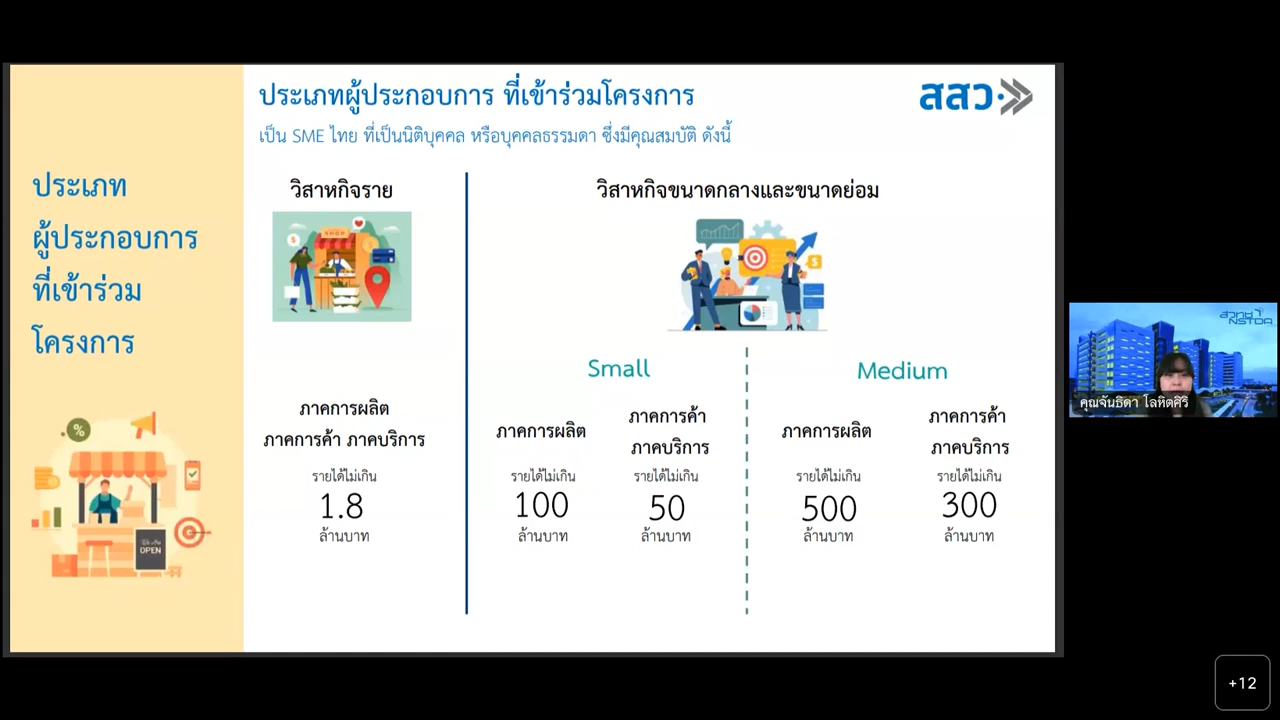 ประเภทผู้ประกอบการ ที่เข้าร่วมโครงการ
สสว
เป็น SME ไทย ที่เป็นนิติบุคคล หรือบุคคลธรรมดา ซึ่งมีคุณสมบัติ ดังนี้
ประเภท
ผู้ประกอบการ
ที่เข้าร่วม
โครงการ
%
OPEN
วิสาหกิจราย
SHOP
ภาคการผลิต
ภาคการค้า ภาคบริการ
รายได้ไม่เกิน
1.8
ล้านบาท
วิสาหกิจขนาดกลางและขนาดย่อม
Small
ภาคการผลิต
รายได้ไม่เกิน
100
ล้านบาท
ภาคการค้า
ภาคบริการ
รายได้ไม่เกิน
50
ล้านบาท
Medium
ภาคการผลิต
รายได้ไม่เกิน
500
ล้านบาท
ภาคการค้า
ภาคบริการ
รายได้ไม่เกิน
300
ล้านบาท
สวทช
NSTDA
คุณจันธิดา โลหิตศิริ
+12